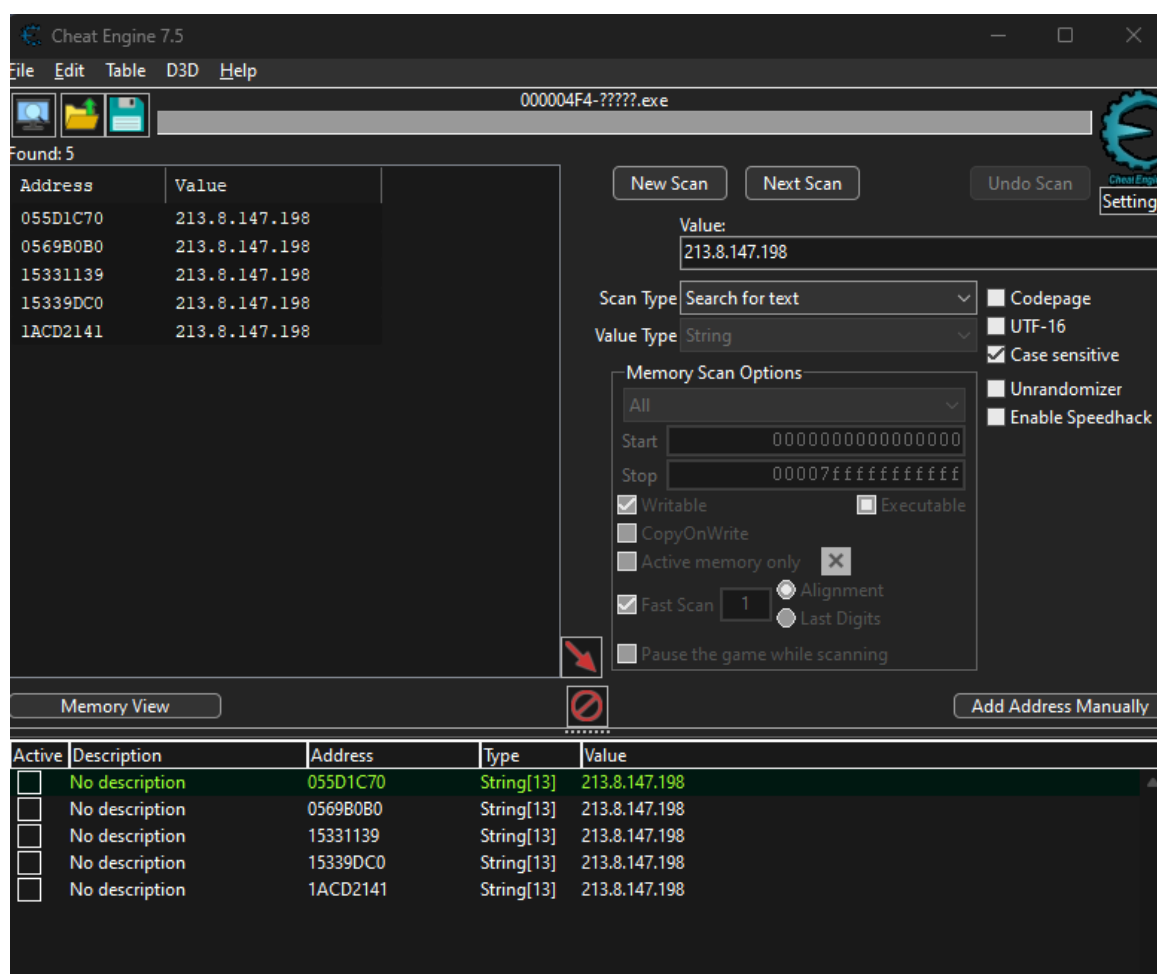 Cheat Engine 7.5
File Edit Table D3D Help
000004F4-?????.exe
Found: 5
Address Value
055D1C70 213.8.147.198
0569B0B0 213.8.147.198
15331139 213.8.147.198
15339DC0 213.8.147.198
1ACD2141 213.8.147.198
New Scan Next Scan Undo Scan
Cheat Engi
Setting
Value:
213.8.147.198
Scan Type Search for text
Value Type String
Codepage
UTF-16
Case sensitive
Unrandomizer
Enable Speedhack
Memory Scan Options
All
Start 0000000000000000
Stop 00007fffffffffff
Writable Executable
CopyOnWrite
Active memory only
Fast Scan 1 Alignment
Last Digits
Pause the game while scanning
Memory View Add Address Manually
Active Description Address Type Value
No description 055D1C70 String[13] 213.8.147.198
No description 0569B0B0 String[13] 213.8.147.198
No description 15331139 String[13] 213.8.147.198
No description 15339DC0 String[13] 213.8.147.198
No description 1ACD2141 String[13] 213.8.147.198